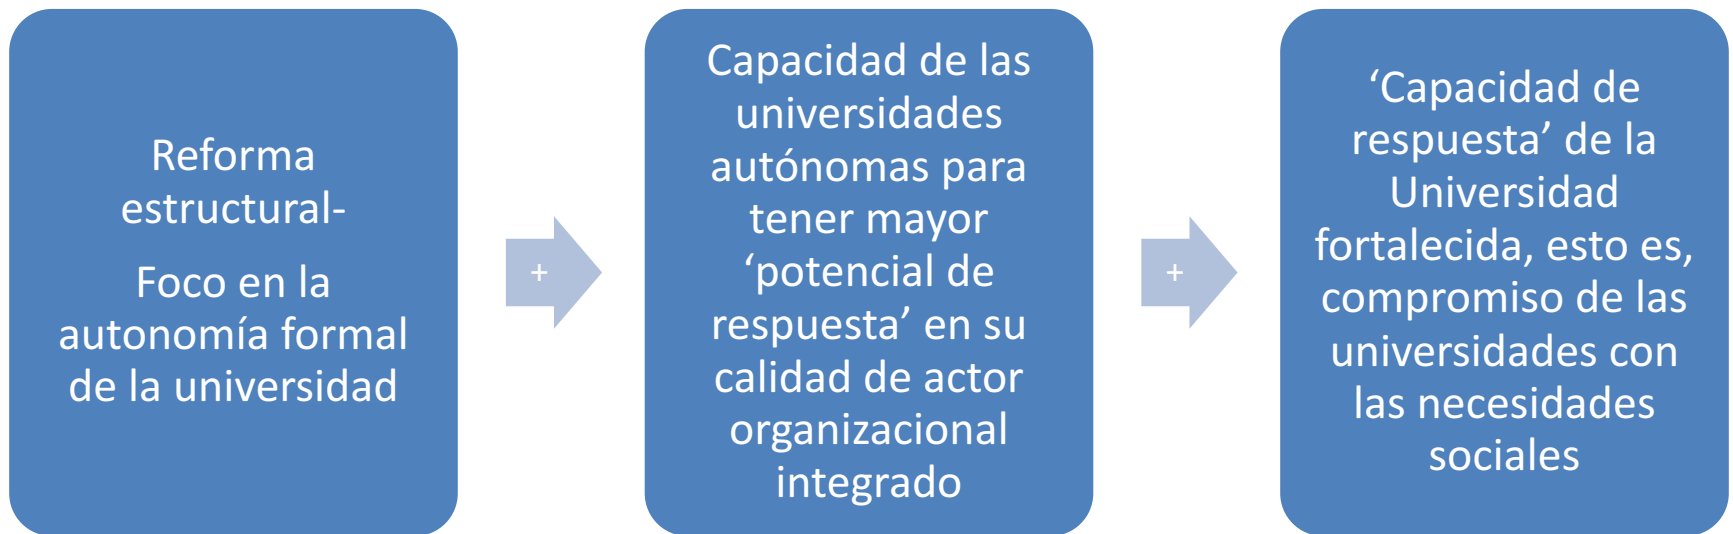 Reforma
estructural-
Foco en la
autonomía formal
de la universidad
+
Capacidad de las
universidades
autónomas para
tener mayor
‘potencial de
respuesta’ en su
calidad de actor
organizacional
integrado
+
‘Capacidad de
respuesta’ de la
Universidad
fortalecida, esto es,
compromiso de las
universidades con
las necesidades
sociales